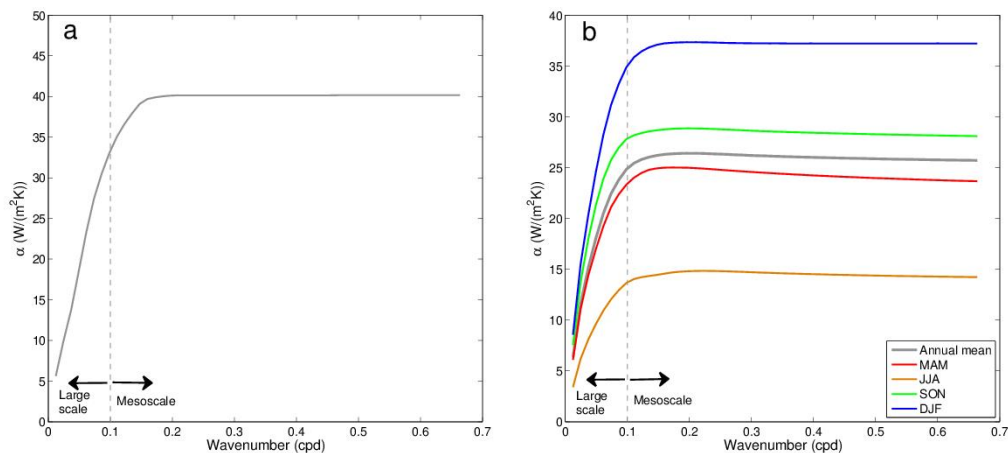 a
α (W/(m²K))
50
45
40
35
30
25
20
15
10
5
0
Large
scale
Mesoscale
0 0.1 0.2 0.3 0.4 0.5 0.6 0.7
Wavenumber (cpd)
b
α (W/(m²K))
40
35
30
25
20
15
10
5
0
Large
scale
Mesoscale
Annual mean
MAM
JJA
SON
DJF
0 0.1 0.2 0.3 0.4 0.5 0.6 0.7
Wavenumber (cpd)